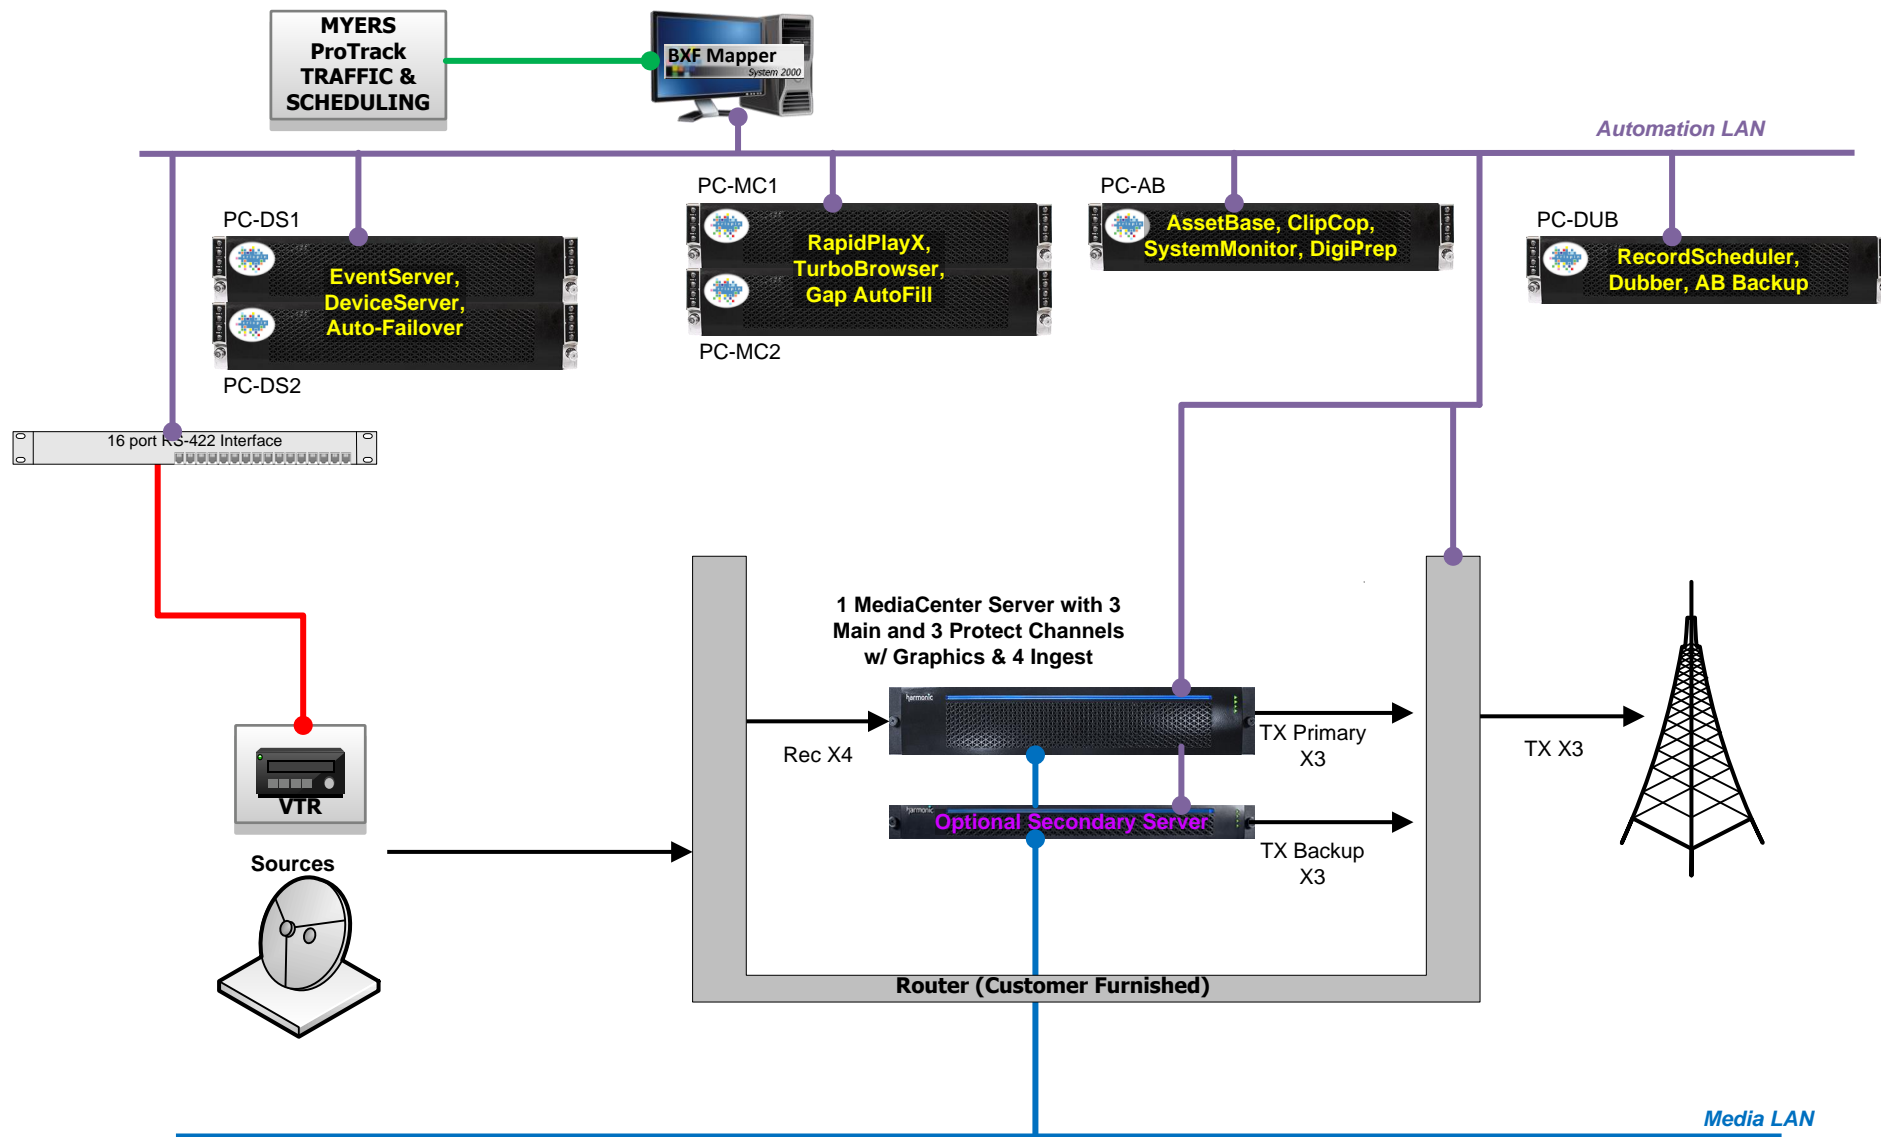 MYERS
ProTrack
TRAFFIC &
SCHEDULING
BXF Mapper
System 2000
Automation LAN
PC-DS1
EventServer,
DeviceServer,
Auto-Failover
PC-DS2
PC-MC1
RapidPlayX,
TurboBrowser,
Gap AutoFill
PC-MC2
PC-AB
AssetBase, ClipCop,
SystemMonitor, DigiPrep
PC-DUB
RecordScheduler,
Dubber, AB Backup
16 port RS-422 Interface
1 MediaCenter Server with 3
Main and 3 Protect Channels
w/ Graphics & 4 Ingest
harmonic
Rec X4
TX Primary
X3
TX X3
VTR
harmonic
Optional Secondary Server
TX Backup
X3
Sources
Router (Customer Furnished)
Media LAN